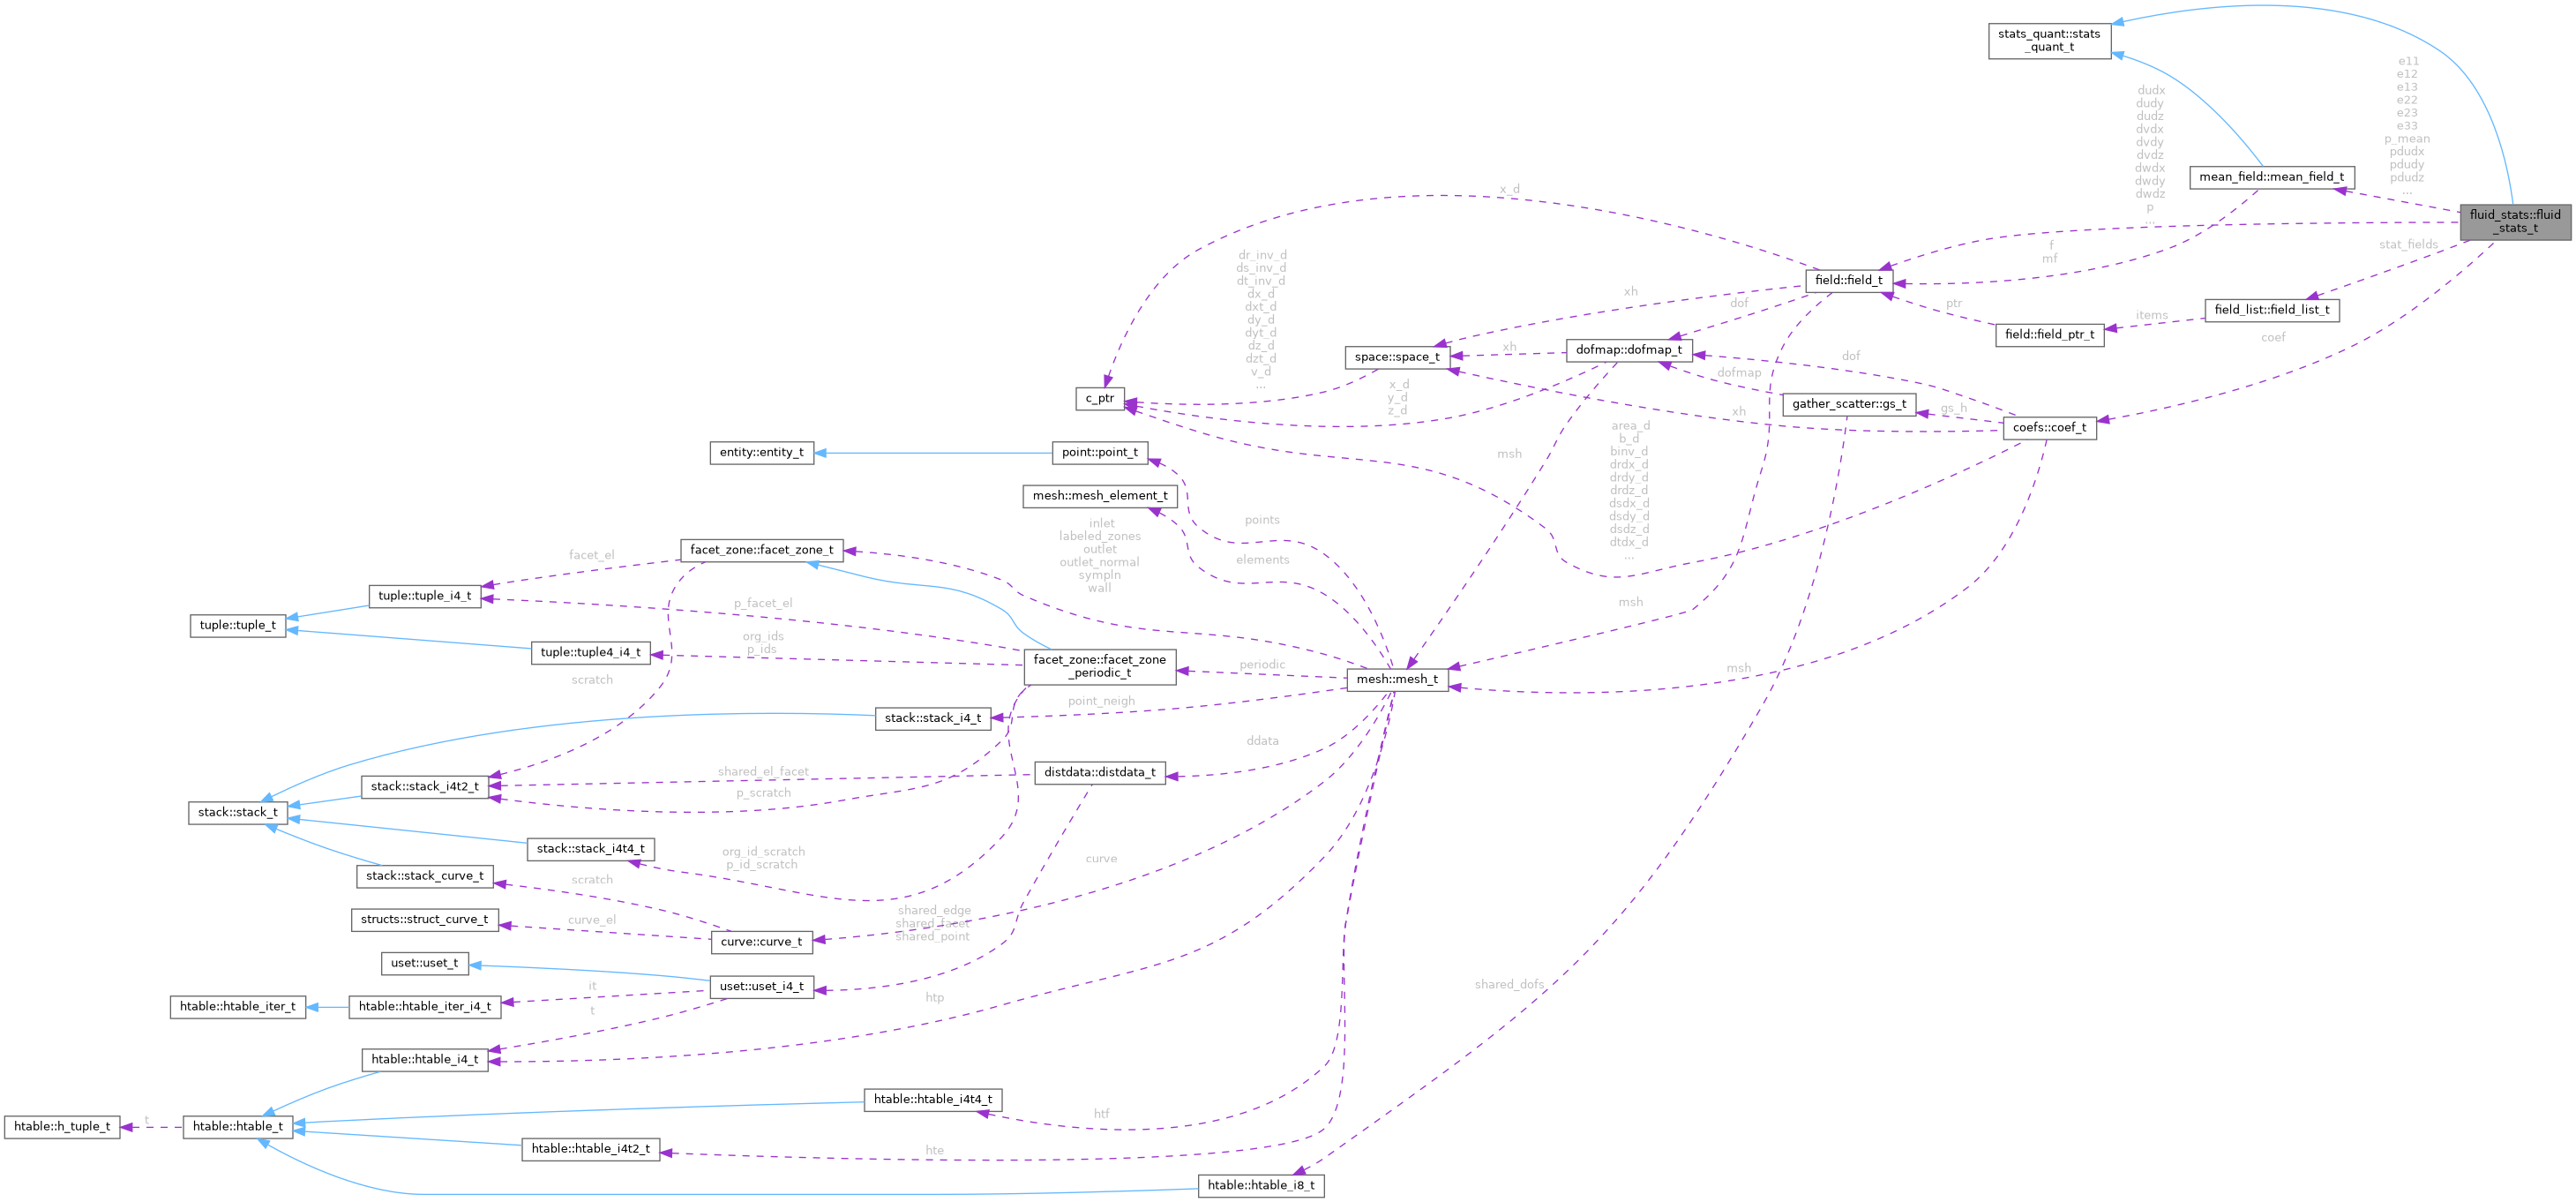 stats_quant::stats
_quant_t
e11
e12
e13
e22
e23
e33
p_mean
pdudx
pdudy
pdudz
...
dudx
dudy
dudz
dvdx
dvdy
dvdz
dwdx
dwdy
dwdz
p
...
mean_field::mean_field_t
x_d
fluid_stats::fluid
_stats_t
stat_fields
f
mf
dr_inv_d
ds_inv_d
dt_inv_d
dx_d
dxt_d
dy_d
dyt_d
dz_d
dzt_d
v_d
...
field::field_t
xh
dof
ptr
items
field_list::field_list_t
field::field_ptr_t
coef
space::space_t
xh
dofmap::dofmap_t
dof
dofmap
c_ptr
x_d
y_d
z_d
gather_scatter::gs_t
gs_h
xh
coefs::coef_t
area_d
b_d
binv_d
drdx_d
drdy_d
drdz_d
dsdx_d
dsdy_d
dsdz_d
dtdx_d
...
entity::entity_t
point::point_t
msh
mesh::mesh_element_t
points
elements
inlet
labeled_zones
outlet
outlet_normal
sympln
wall
facet_zone::facet_zone_t
facet_el
tuple::tuple_i4_t
p_facet_el
msh
tuple::tuple_t
org_ids
p_ids
tuple::tuple4_i4_t
facet_zone::facet_zone
_periodic_t
periodic
mesh::mesh_t
msh
scratch
point_neigh
stack::stack_i4_t
ddata
shared_el_facet
distdata::distdata_t
stack::stack_i4t2_t
p_scratch
stack::stack_t
stack::stack_i4t4_t
org_id_scratch
p_id_scratch
curve
stack::stack_curve_t
scratch
structs::struct_curve_t
curve_el
shared_edge
shared_facet
shared_point
curve::curve_t
uset::uset_t
uset::uset_i4_t
it
t
htable::htable_iter_t
htable::htable_iter_i4_t
htp
shared_dofs
htable::htable_i4_t
htable::htable_i4t4_t
htf
htable::h_tuple_t
t
htable::htable_t
htable::htable_i4t2_t
hte
htable::htable_i8_t